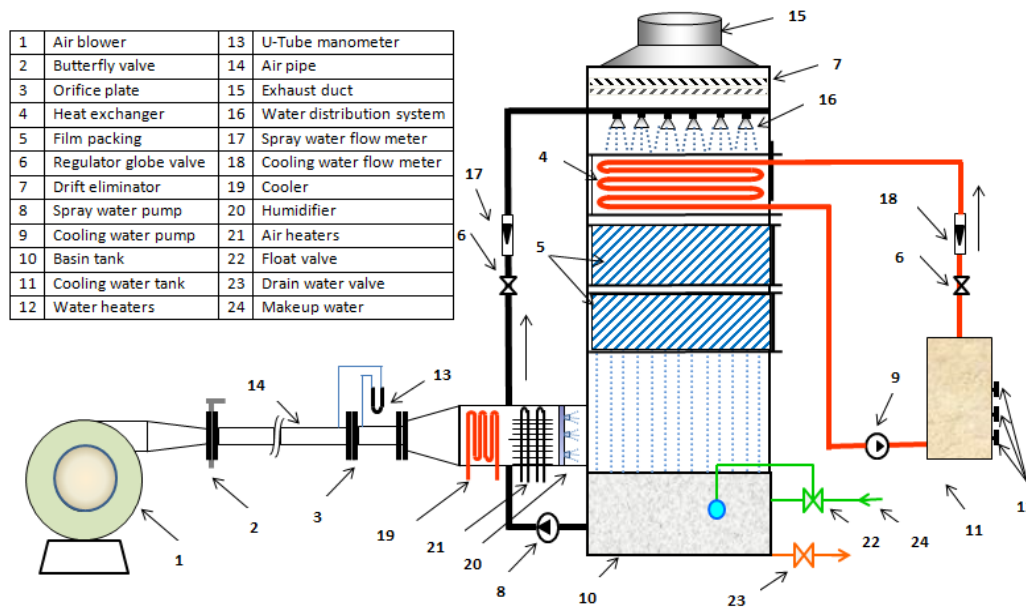 1 Air blower 13 U-Tube manometer
2 Butterfly valve 14 Air pipe
3 Orifice plate 15 Exhaust duct
4 Heat exchanger 16 Water distribution system
5 Film packing 17 Spray water flow meter
6 Regulator globe valve 18 Cooling water flow meter
7 Drift eliminator 19 Cooler
8 Spray water pump 20 Humidifier
9 Cooling water pump 21 Air heaters
10 Basin tank 22 Float valve
11 Cooling water tank 23 Drain water valve
12 Water heaters 24 Makeup water
15
7
16
4
17
18
6
5
6
14
13
9
1
2
3
19
21
20
8
10
23
22
24
11
1